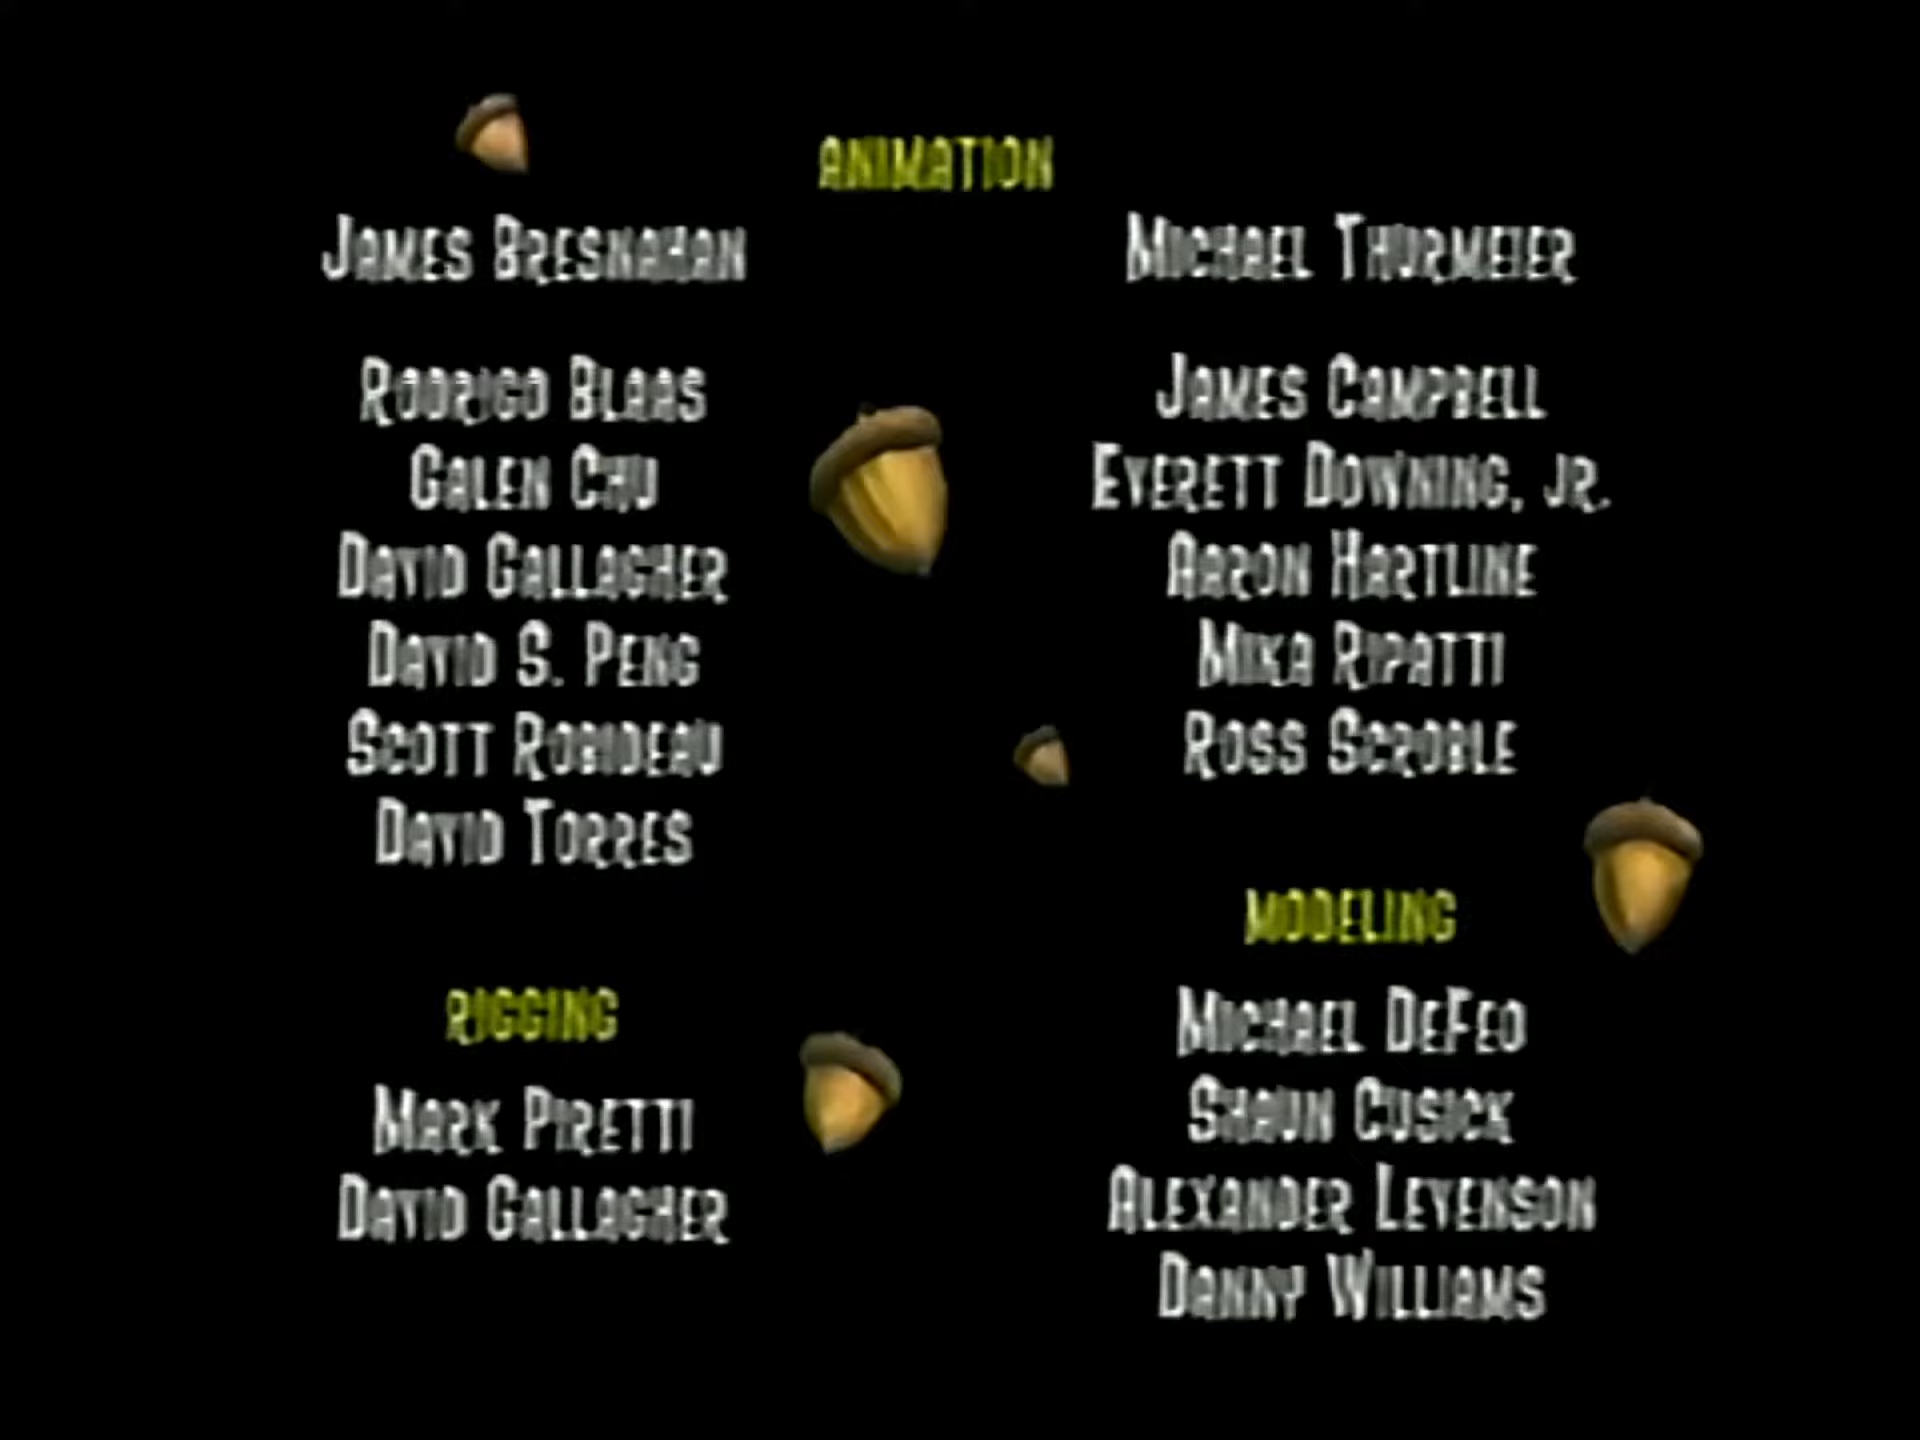 ANIMATION
JAMES BRESNAHAN
MICHAEL THURMEIER
RODRIGO BLAAS
JAMES CAMPBELL
GALEN CHU
EVERETT DOWNING, JR.
DAVID GALLAGHER
AARON HARTLINE
DAVID S. PENG
MIKA RIPATTI
SCOTT ROBIDEAU
ROSS SCROBLE
DAVID TORRES
MODELING
MICHAEL DEFEO
SHAUN CUSICK
ALEXANDER LEVENSON
DANNY WILLIAMS
RIGGING
MARK PIRETTI
DAVID GALLAGHER